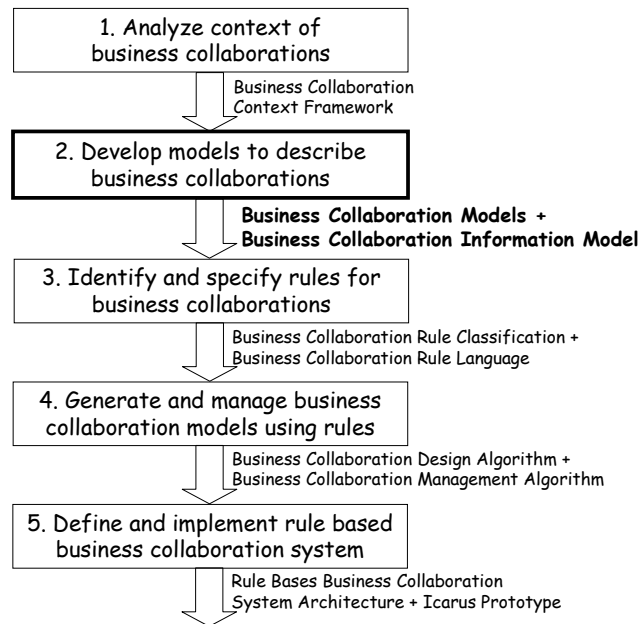 1. Analyze context of
business collaborations
Business Collaboration
Context Framework
2. Develop models to describe
business collaborations
Business Collaboration Models +
Business Collaboration Information Model
3. Identify and specify rules for
business collaborations
Business Collaboration Rule Classification +
Business Collaboration Rule Language
4. Generate and manage business
collaboration models using rules
Business Collaboration Design Algorithm +
Business Collaboration Management Algorithm
5. Define and implement rule based
business collaboration system
Rule Bases Business Collaboration
System Architecture + Icarus Prototype